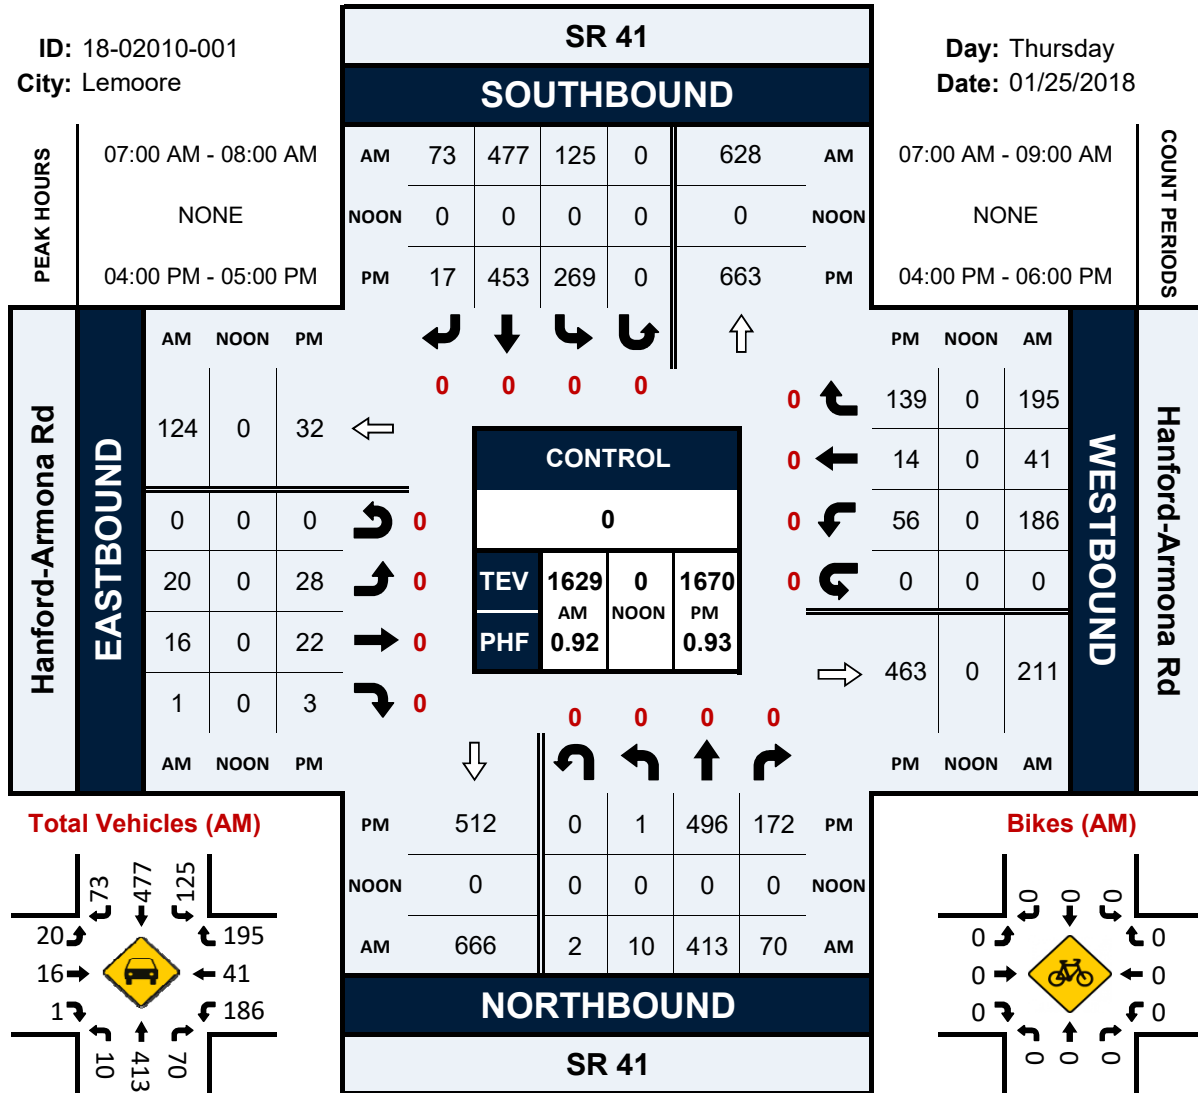 SR 41
ID: 18-02010-001
Day: Thursday
City: Lemoore
Date: 01/25/2018
SOUTHBOUND
PEAK HOURS
07:00 AM - 08:00 AM
AM 73 477 125 0 628 AM
07:00 AM - 09:00 AM
COUNT PERIODS
NONE
NOON 0 0 0 0 0 NOON
NONE
04:00 PM - 05:00 PM
PM 17 453 269 0 663 PM
04:00 PM - 06:00 PM
AM NOON PM
PM NOON AM
0 0 0 0
0 139 0 195
124 0 32
CONTROL
0 14 0 41
Hanford-Armona Rd
EASTBOUND
WESTBOUND
Hanford-Armona Rd
0 0 0 0
0
0 56 0 186
20 0 28 0
TEV 1629 0 1670
AM NOON PM
0 0 0 0
16 0 22 0
PHF 0.92 0.93
463 0 211
1 0 3 0
0 0 0 0
AM NOON PM
PM NOON AM
Total Vehicles (AM)
PM 512 0 1 496 172 PM
Bikes (AM)
NOON 0 0 0 0 0 NOON
AM 666 2 10 413 70 AM
73 477 125
20 195
16 41
1 186
10 413 70
0 0 0
0 0
0 0
0 0
0 0 0
NORTHBOUND
SR 41